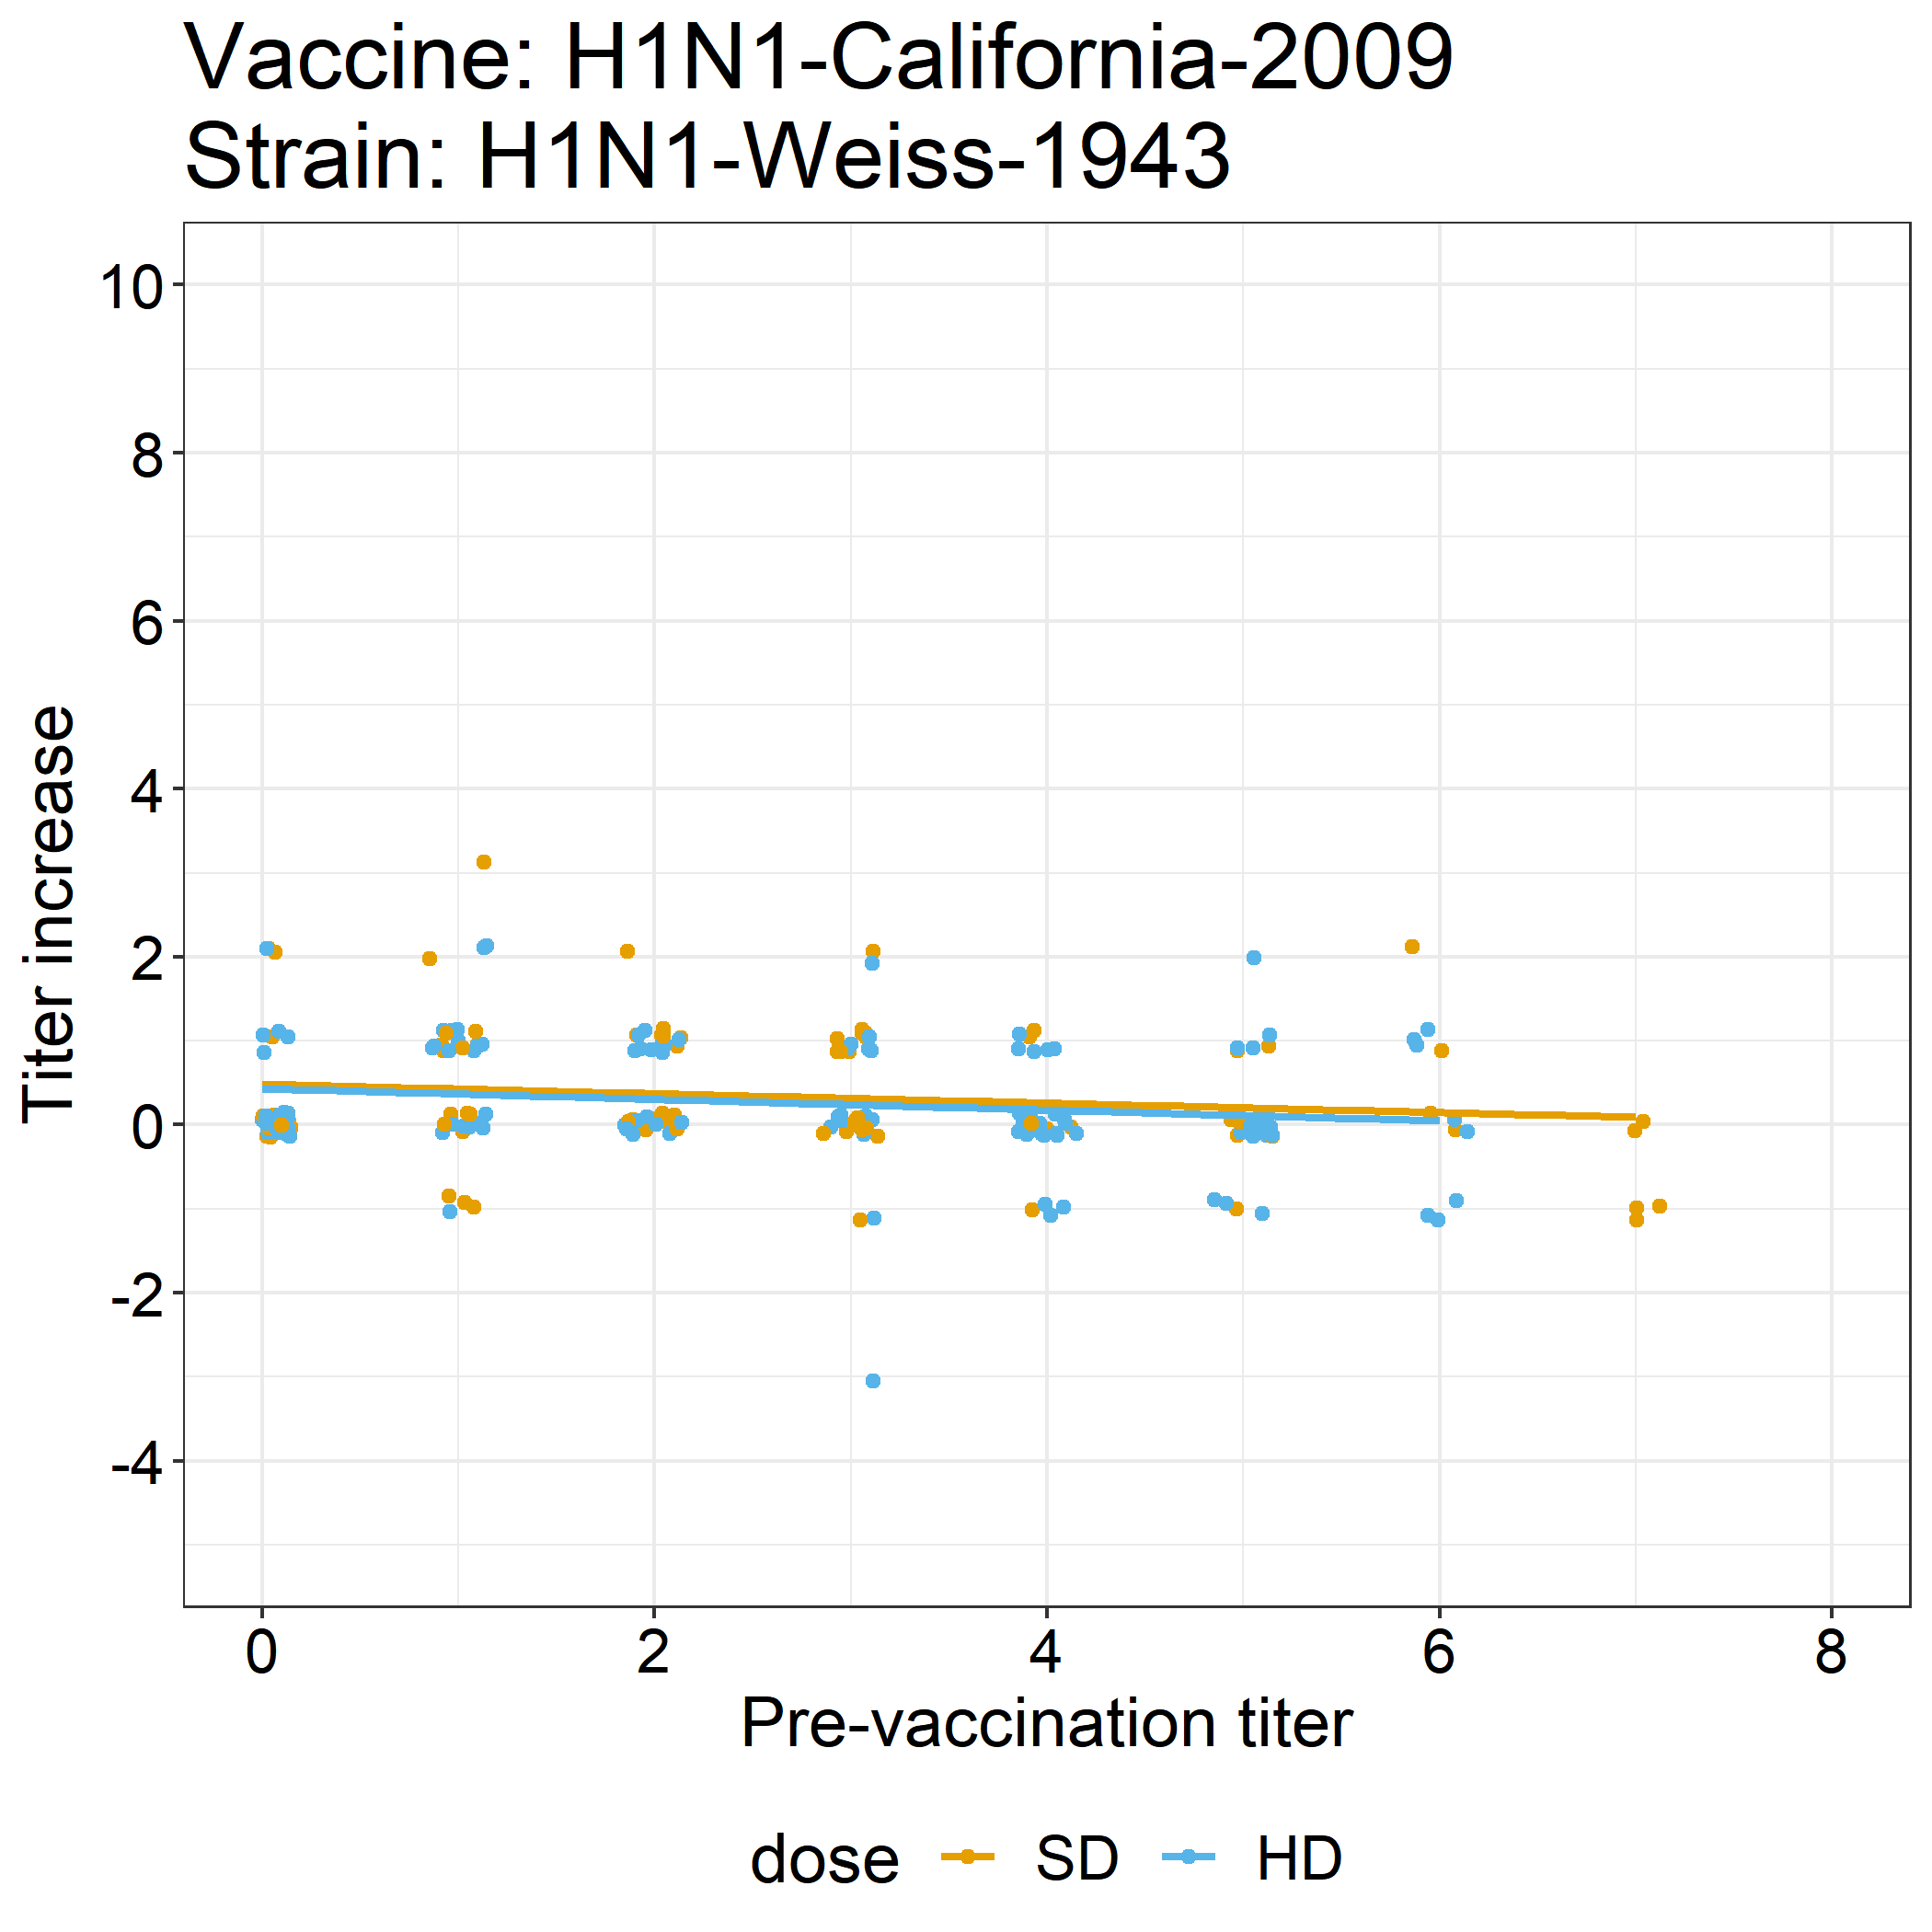 Vaccine: H1N1-California-2009
Strain: H1N1-Weiss-1943
Titer increase
10
8
6
4
2
0
-2
-4
0 2 4 6 8
Pre-vaccination titer
dose SD HD